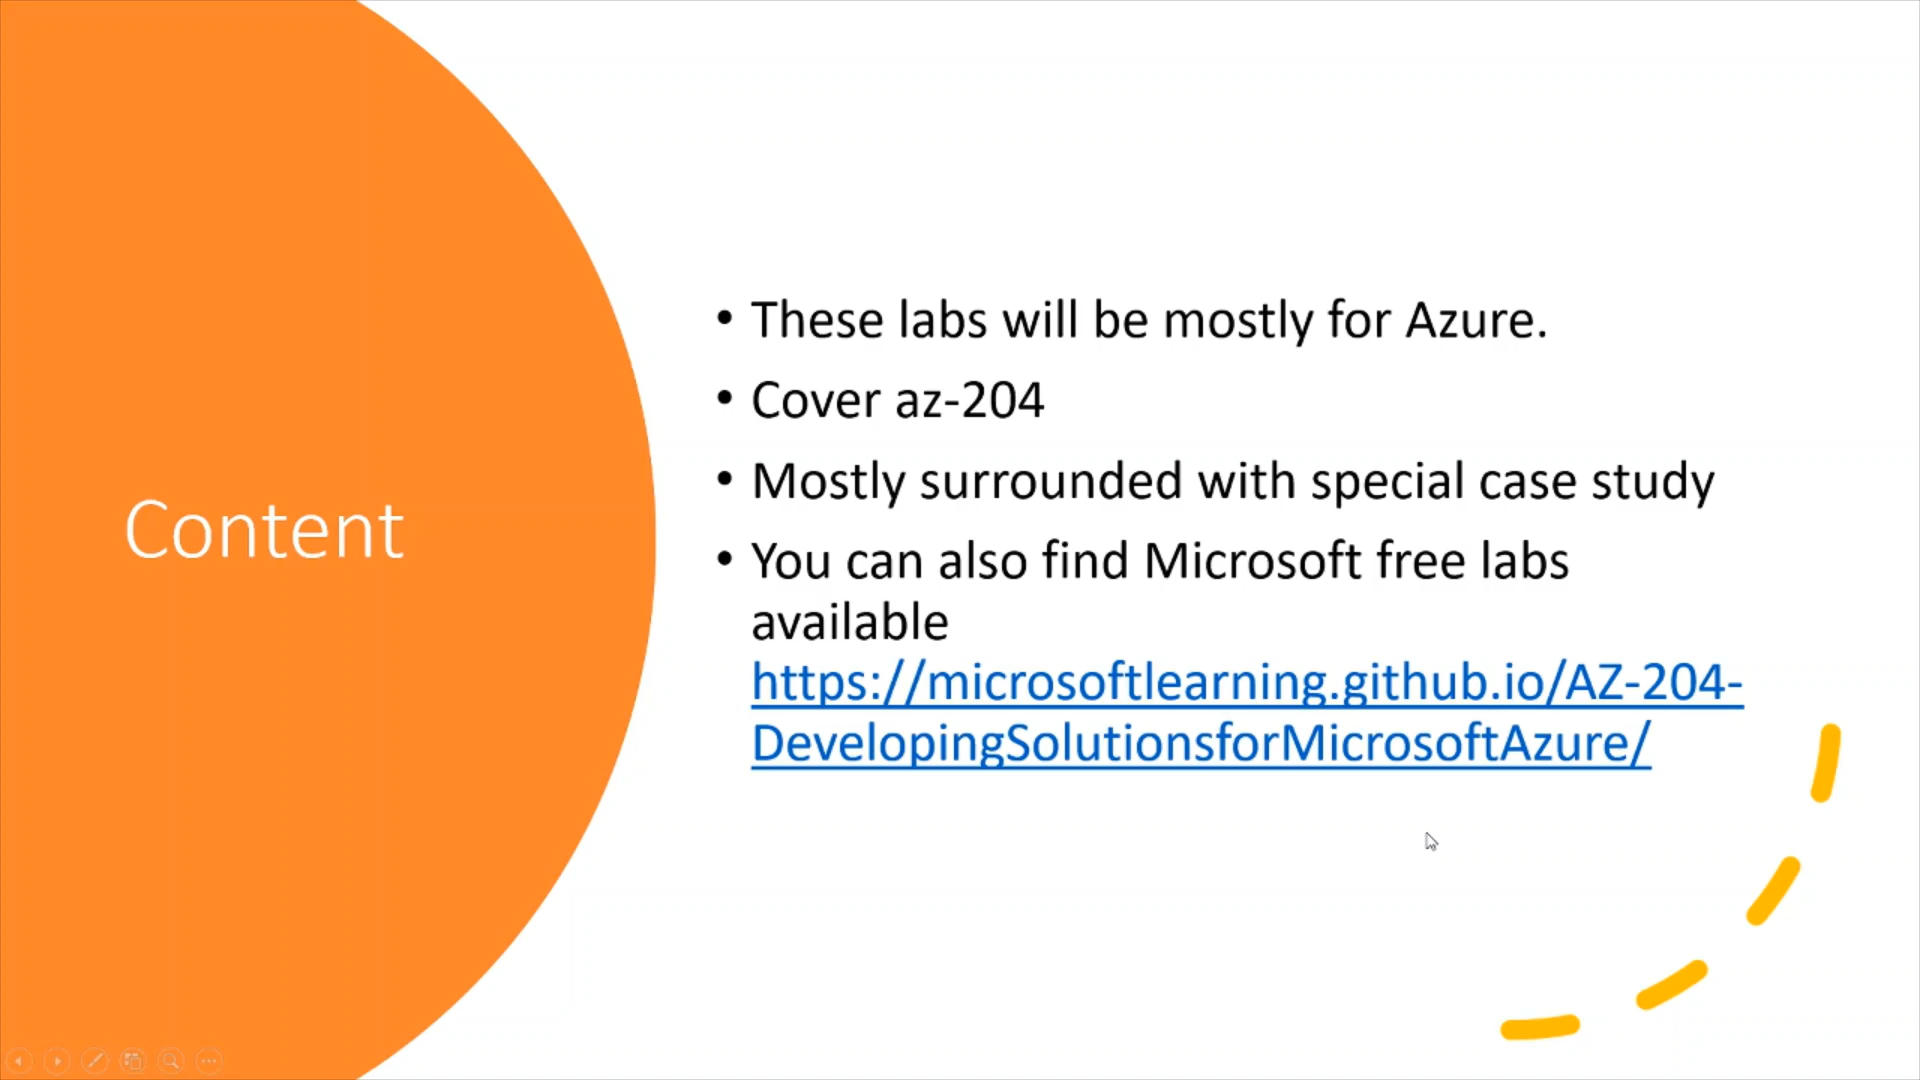 Content
• These labs will be mostly for Azure.
• Cover az-204
• Mostly surrounded with special case study
• You can also find Microsoft free labs
available
https://microsoftlearning.github.io/AZ-204-
DevelopingSolutionsforMicrosoftAzure/